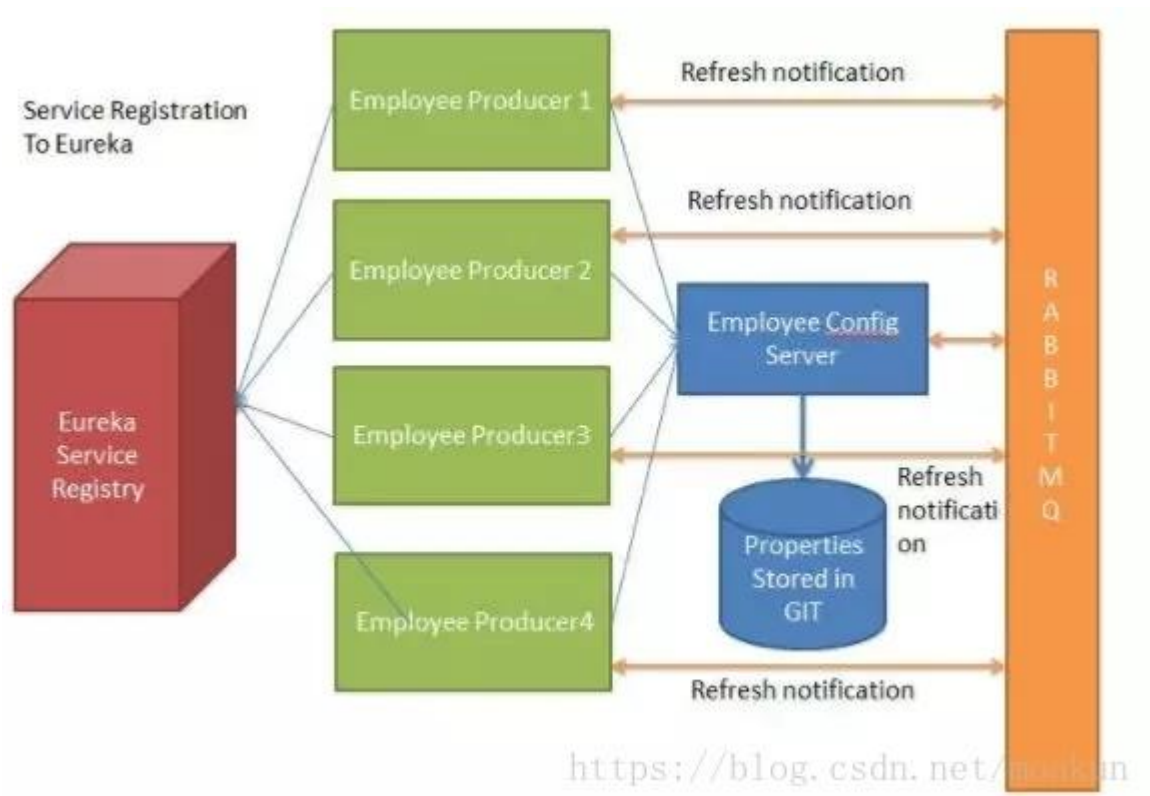 Service Registration
To Eureka
Eureka
Service
Registry
Employee Producer 1
Employee Producer 2
Employee Producer3
Employee Producer4
Refresh notification
Refresh notification
Employee Config
Server
Refresh
notificati
on
Properties
Stored in
GIT
Refresh notification
R
A
B
B
I
T
M
Q
https://blog.csdn.net/